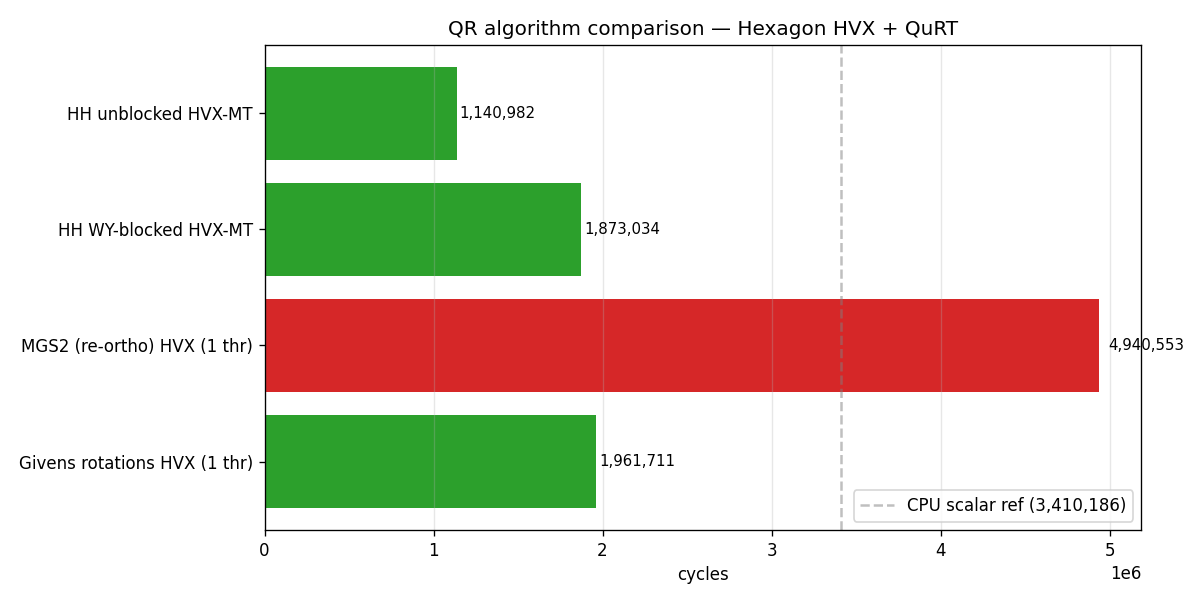 QR algorithm comparison — Hexagon HVX + QuRT
HH unblocked HVX-MT
1,140,982
HH WY-blocked HVX-MT
1,873,034
MGS2 (re-ortho) HVX (1 thr)
4,940,553
Givens rotations HVX (1 thr)
1,961,711
CPU scalar ref (3,410,186)
0 1 2 3 4 5
1e6
cycles